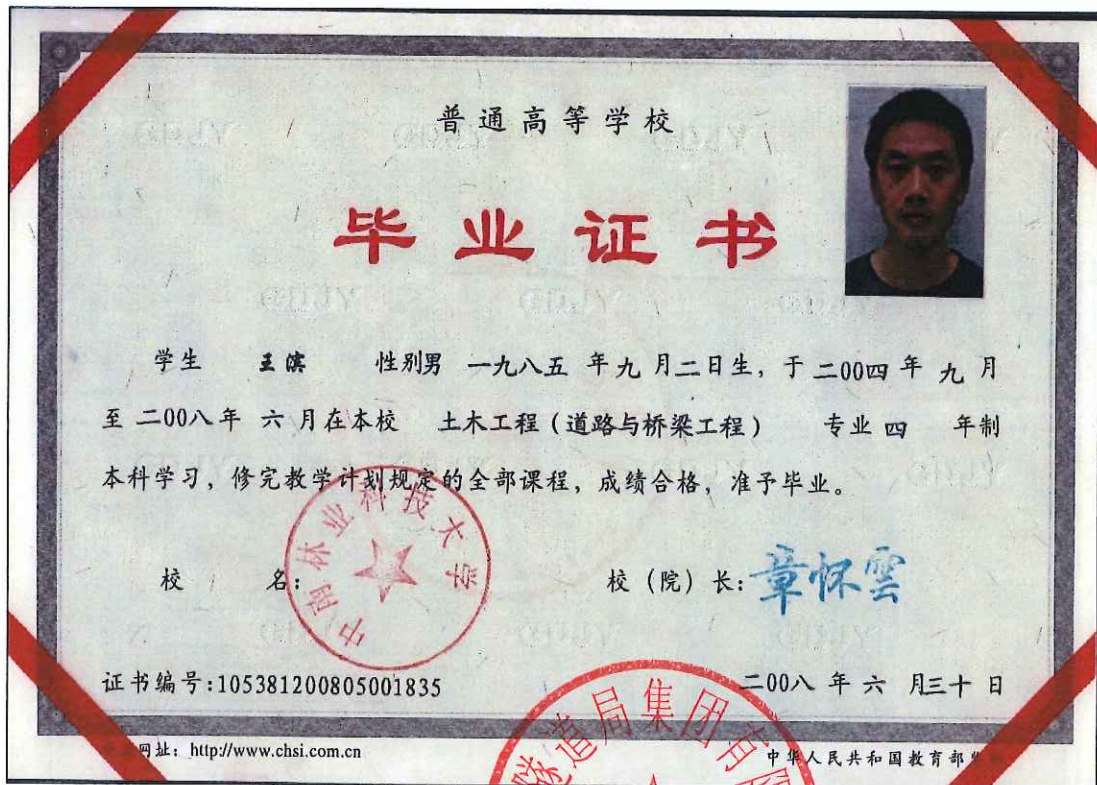 普通高等学校
毕业证书
学生 王滨 性别男 一九八五 年 九 月 二 日生，于 二00四 年 九 月
至 二00八 年 六 月在本校 土木工程（道路与桥梁工程） 专业 四 年制
本科学习，修完教学计划规定的全部课程，成绩合格，准予毕业。
中南林业科技大学
校 名： 校（院）长：章怀雲
证书编号：105381200805001835 二00八 年 六 月三十 日
隧道局集团有限
网址：http://www.chsi.com.cn 中华人民共和国教育部